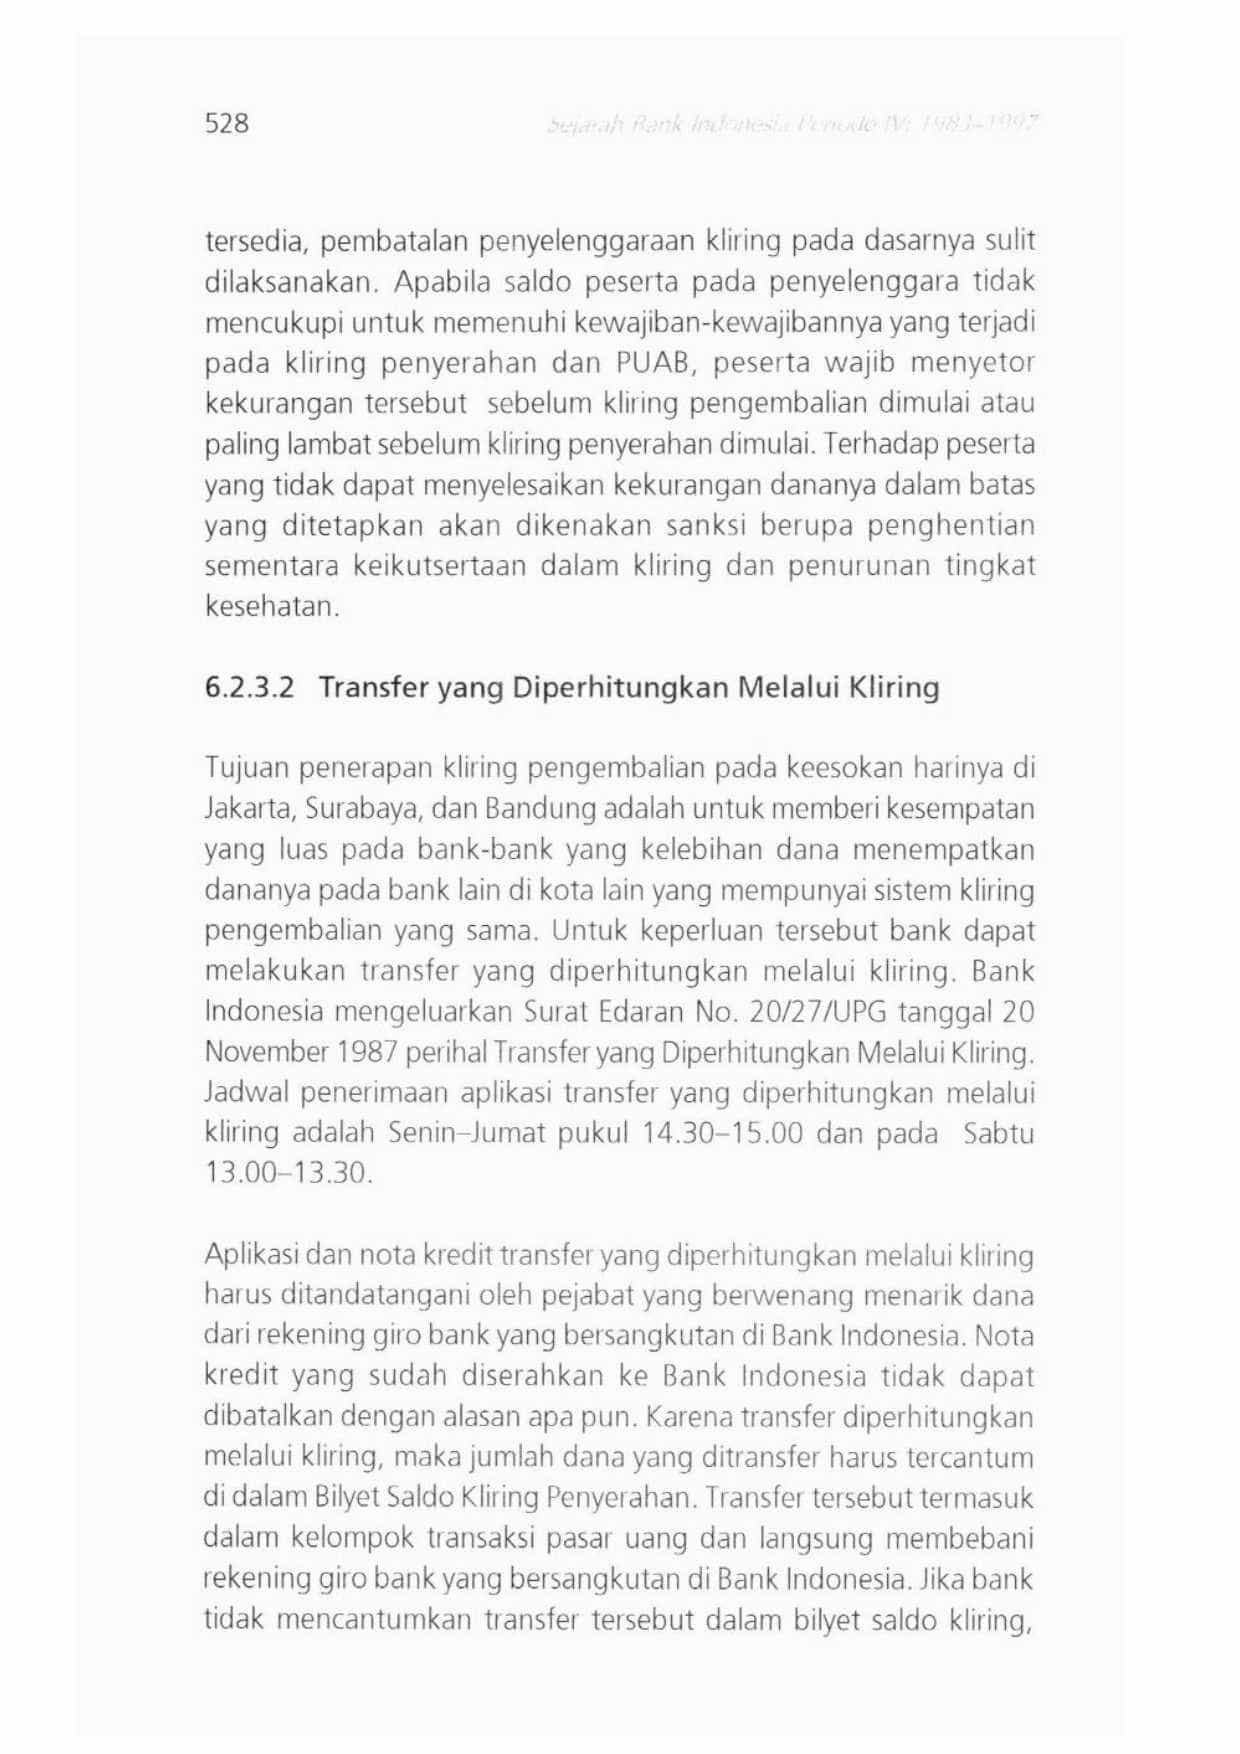 528
Sejarah Bank Indonesia Periode IV: 1983–1997
tersedia, pembatalan penyelenggaraan kliring pada dasarnya sulit
dilaksanakan. Apabila saldo peserta pada penyelenggara tidak
mencukupi untuk memenuhi kewajiban-kewajibannya yang terjadi
pada kliring penyerahan dan PUAB, peserta wajib menyetor
kekurangan tersebut sebelum kliring pengembalian dimulai atau
paling lambat sebelum kliring penyerahan dimulai. Terhadap peserta
yang tidak dapat menyelesaikan kekurangan dananya dalam batas
yang ditetapkan akan dikenakan sanksi berupa penghentian
sementara keikutsertaan dalam kliring dan penurunan tingkat
kesehatan.
6.2.3.2 Transfer yang Diperhitungkan Melalui Kliring
Tujuan penerapan kliring pengembalian pada keesokan harinya di
Jakarta, Surabaya, dan Bandung adalah untuk memberi kesempatan
yang luas pada bank-bank yang kelebihan dana menempatkan
dananya pada bank lain di kota lain yang mempunyai sistem kliring
pengembalian yang sama. Untuk keperluan tersebut bank dapat
melakukan transfer yang diperhitungkan melalui kliring. Bank
Indonesia mengeluarkan Surat Edaran No. 20/27/UPG tanggal 20
November 1987 perihal Transfer yang Diperhitungkan Melalui Kliring.
Jadwal penerimaan aplikasi transfer yang diperhitungkan melalui
kliring adalah Senin–Jumat pukul 14.30–15.00 dan pada Sabtu
13.00–13.30.
Aplikasi dan nota kredit transfer yang diperhitungkan melalui kliring
harus ditandatangani oleh pejabat yang berwenang menarik dana
dari rekening giro bank yang bersangkutan di Bank Indonesia. Nota
kredit yang sudah diserahkan ke Bank Indonesia tidak dapat
dibatalkan dengan alasan apa pun. Karena transfer diperhitungkan
melalui kliring, maka jumlah dana yang ditransfer harus tercantum
di dalam Bilyet Saldo Kliring Penyerahan. Transfer tersebut termasuk
dalam kelompok transaksi pasar uang dan langsung membebani
rekening giro bank yang bersangkutan di Bank Indonesia. Jika bank
tidak mencantumkan transfer tersebut dalam bilyet saldo kliring,